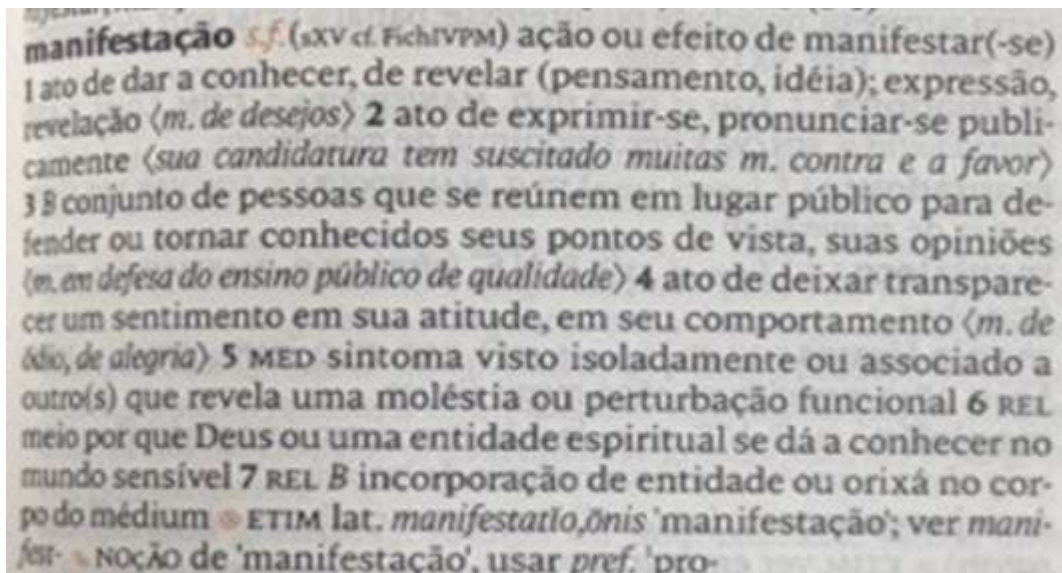 manifestação s.f. (sXV cf. FichIVPM) ação ou efeito de manifestar(-se)
1 ato de dar a conhecer, de revelar (pensamento, idéia); expressão,
revelação ⟨m. de desejos⟩ 2 ato de exprimir-se, pronunciar-se publi-
camente ⟨sua candidatura tem suscitado muitas m. contra e a favor⟩
3 B conjunto de pessoas que se reúnem em lugar público para de-
fender ou tornar conhecidos seus pontos de vista, suas opiniões
⟨m. em defesa do ensino público de qualidade⟩ 4 ato de deixar transpare-
cer um sentimento em sua atitude, em seu comportamento ⟨m. de
ódio, de alegria⟩ 5 MED sintoma visto isoladamente ou associado a
outro(s) que revela uma moléstia ou perturbação funcional 6 REL
meio por que Deus ou uma entidade espiritual se dá a conhecer no
mundo sensível 7 REL B incorporação de entidade ou orixá no cor-
po do médium ETIM lat. manifestatĭo,ōnis 'manifestação'; ver mani-
fest- NOÇÃO de 'manifestação', usar pref. 'pro-